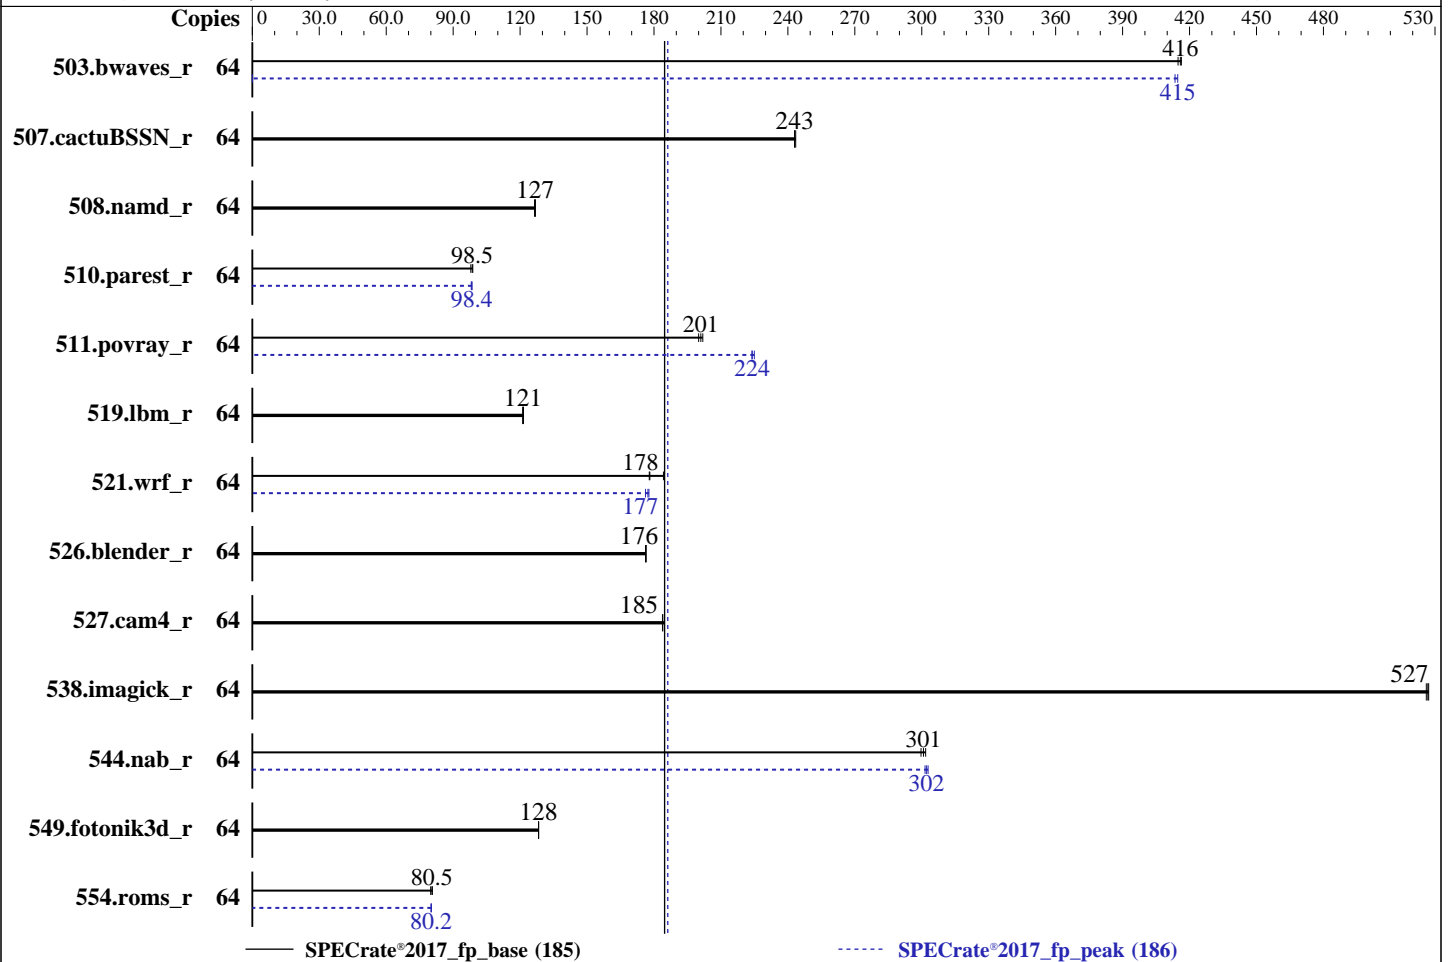 Copies 0 30.0 60.0 90.0 120 150 180 210 240 270 300 330 360 390 420 450 480 530
503.bwaves_r 64 416
415
507.cactuBSSN_r 64 243
508.namd_r 64 127
510.parest_r 64 98.5
98.4
511.povray_r 64 201
224
519.lbm_r 64 121
521.wrf_r 64 178
177
526.blender_r 64 176
527.cam4_r 64 185
538.imagick_r 64 527
544.nab_r 64 301
302
549.fotonik3d_r 64 128
554.roms_r 64 80.5
80.2
SPECrate®2017_fp_base (185) SPECrate®2017_fp_peak (186)